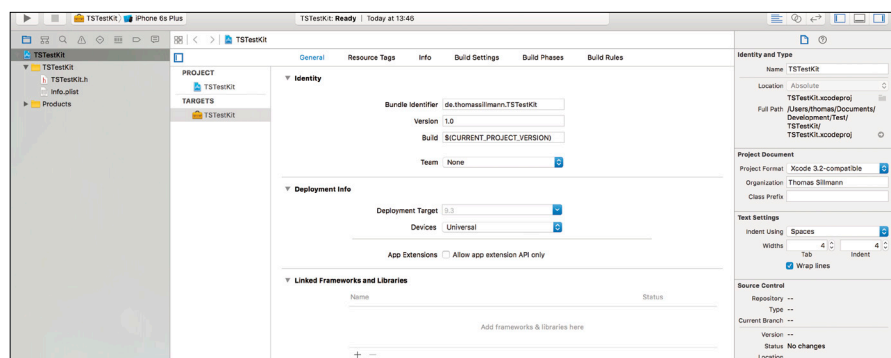 TSTestKit iPhone 6s Plus
TSTestKit: Ready | Today at 13:46
TSTestKit
TSTestKit
TSTestKit.h
Info.plist
Products
TSTestKit
General Resource Tags Info Build Settings Build Phases Build Rules
PROJECT
TSTestKit
TARGETS
TSTestKit
Identity
Bundle Identifier de.thomassillmann.TSTestKit
Version 1.0
Build $(CURRENT_PROJECT_VERSION)
Team None
Deployment Info
Deployment Target 9.3
Devices Universal
App Extensions Allow app extension API only
Linked Frameworks and Libraries
Name Status
Add frameworks & libraries here
Identity and Type
Name TSTestKit
Location Absolute
TSTestKit.xcodeproj
Full Path /Users/thomas/Documents/
Development/Test/
TSTestKit/
TSTestKit.xcodeproj
Project Document
Project Format Xcode 3.2-compatible
Organization Thomas Sillmann
Class Prefix
Text Settings
Indent Using Spaces
Widths 4 4
Tab Indent
Wrap lines
Source Control
Repository --
Type --
Current Branch --
Version --
Status No changes
Location